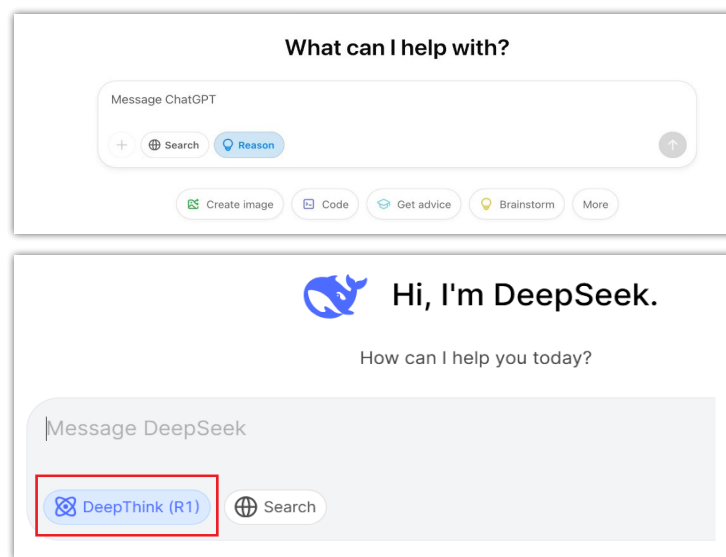 What can I help with?
Message ChatGPT
Search Reason
Create image Code Get advice Brainstorm More
Hi, I'm DeepSeek.
How can I help you today?
Message DeepSeek
DeepThink (R1) Search